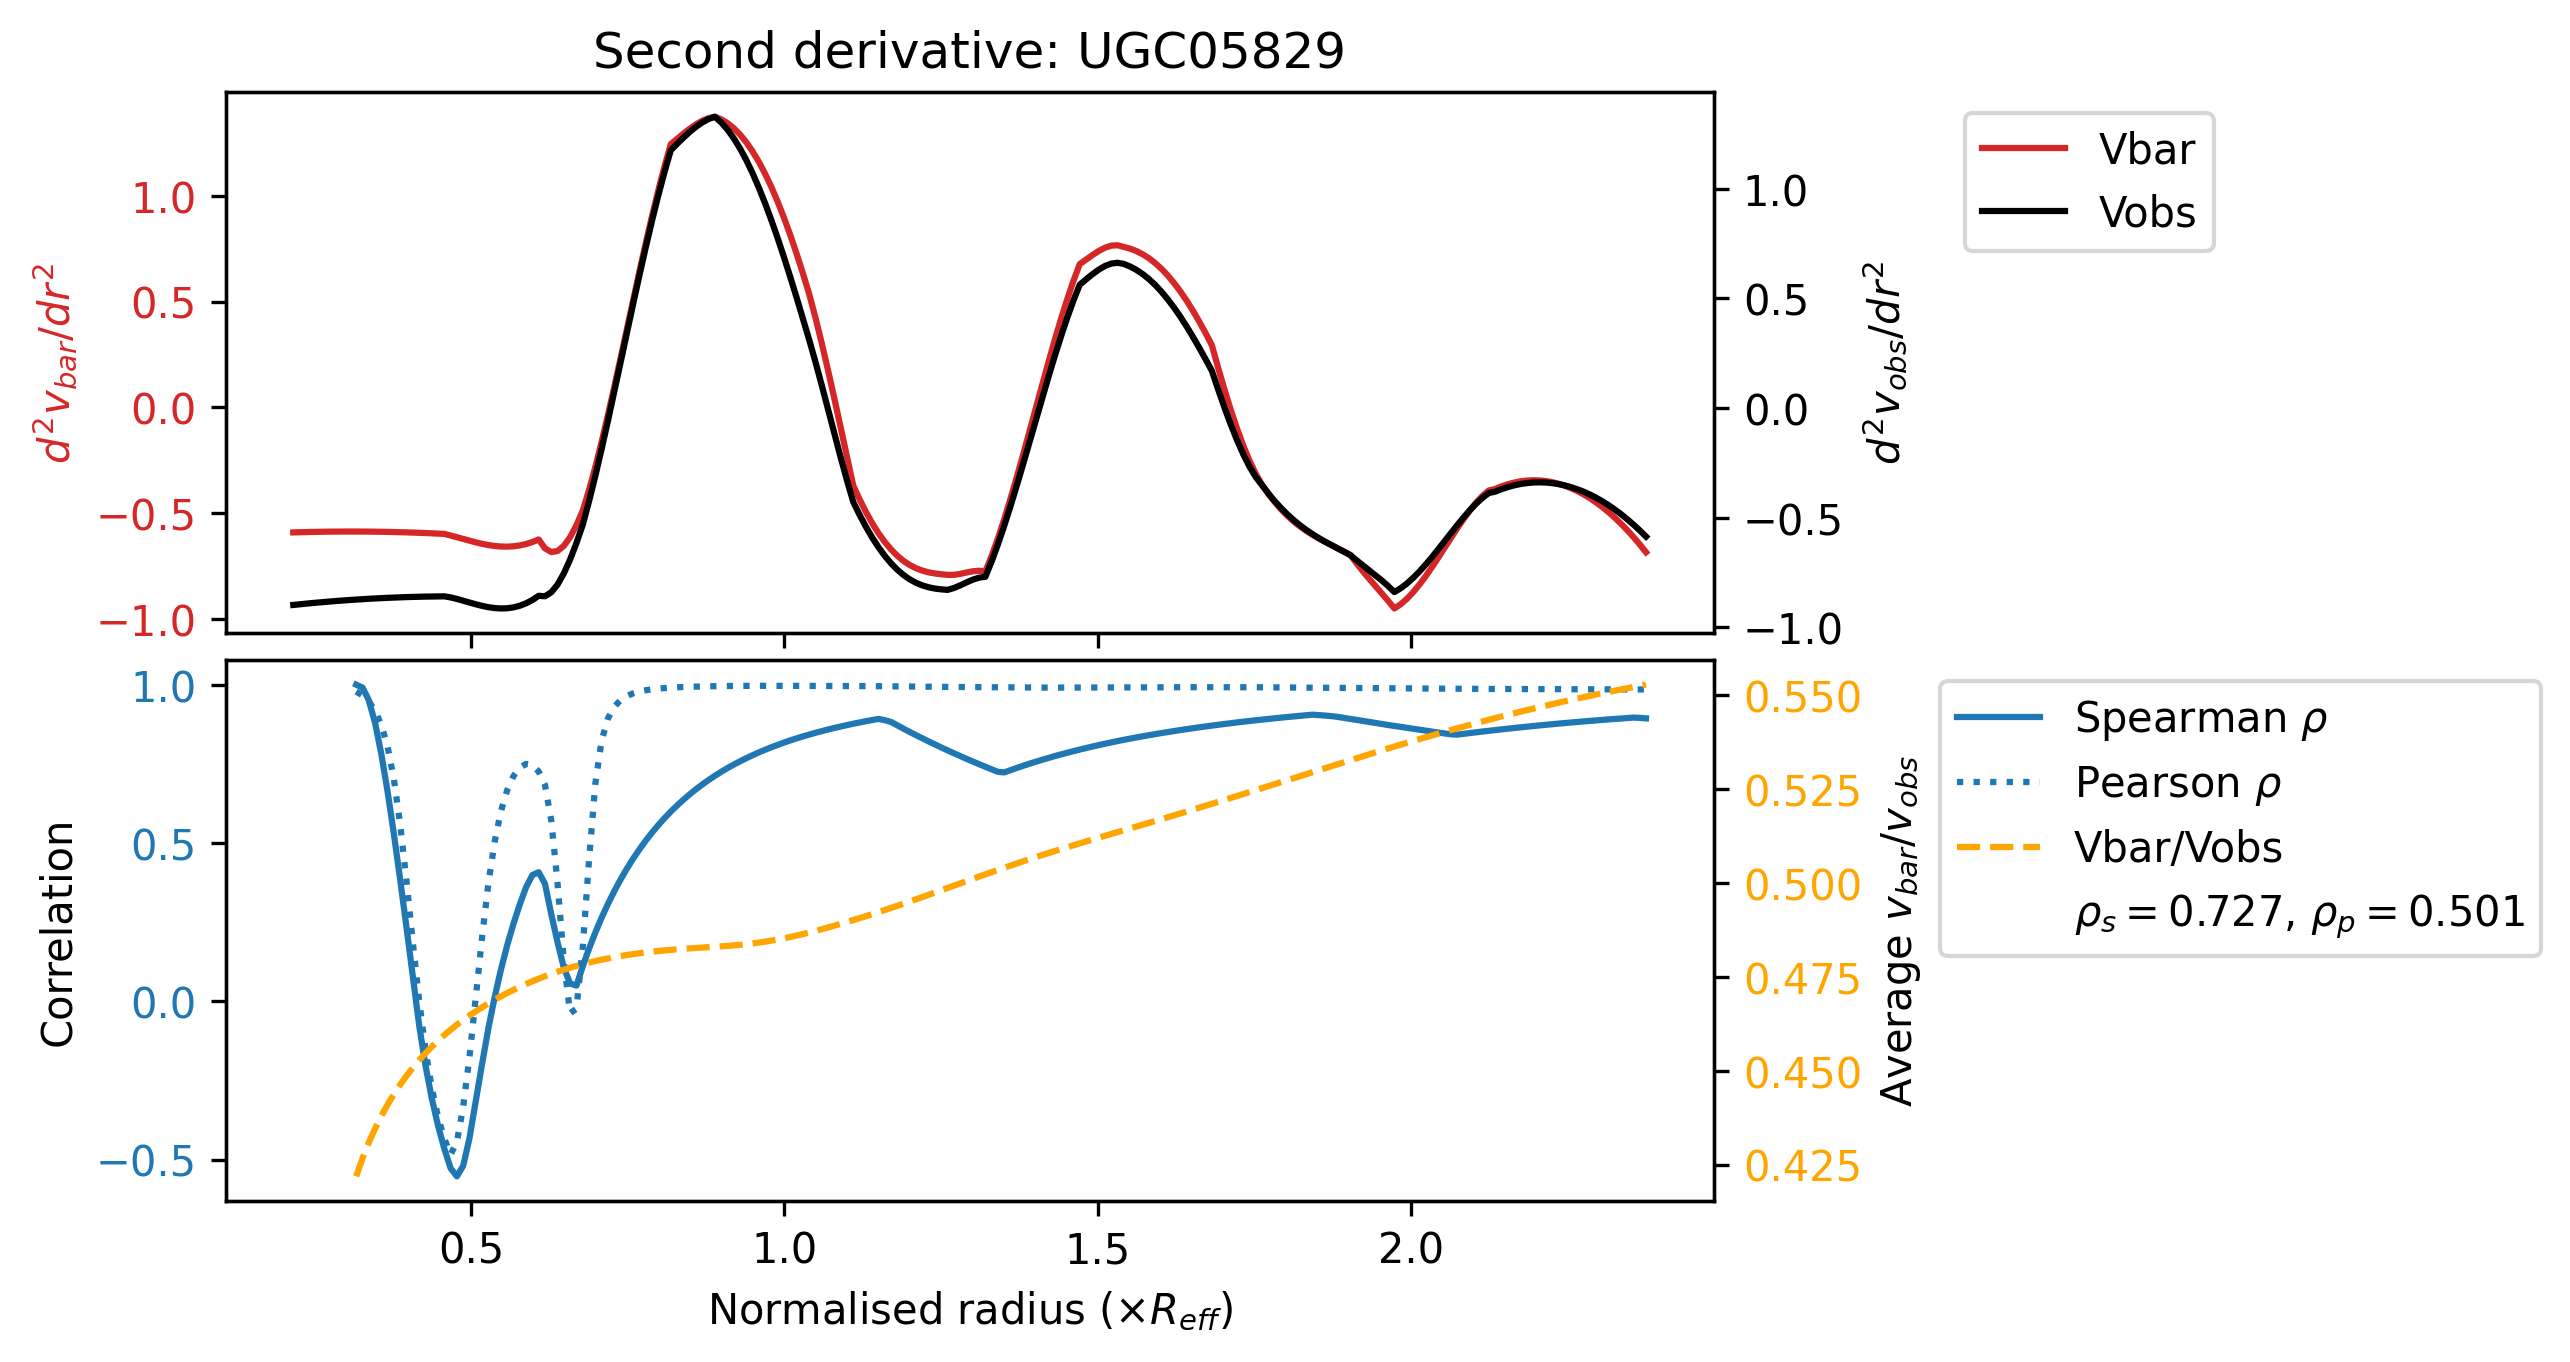 Second derivative: UGC05829
d²v_bar/dr²
1.0
0.5
0.0
−0.5
−1.0
1.0
0.5
0.0
−0.5
−1.0
d²v_obs/dr²
Vbar
Vobs
Correlation
1.0
0.5
0.0
−0.5
0.550
0.525
0.500
0.475
0.450
0.425
Average v_bar/v_obs
Spearman ρ
Pearson ρ
Vbar/Vobs
ρ_s = 0.727, ρ_p = 0.501
0.5 1.0 1.5 2.0
Normalised radius (×R_eff)